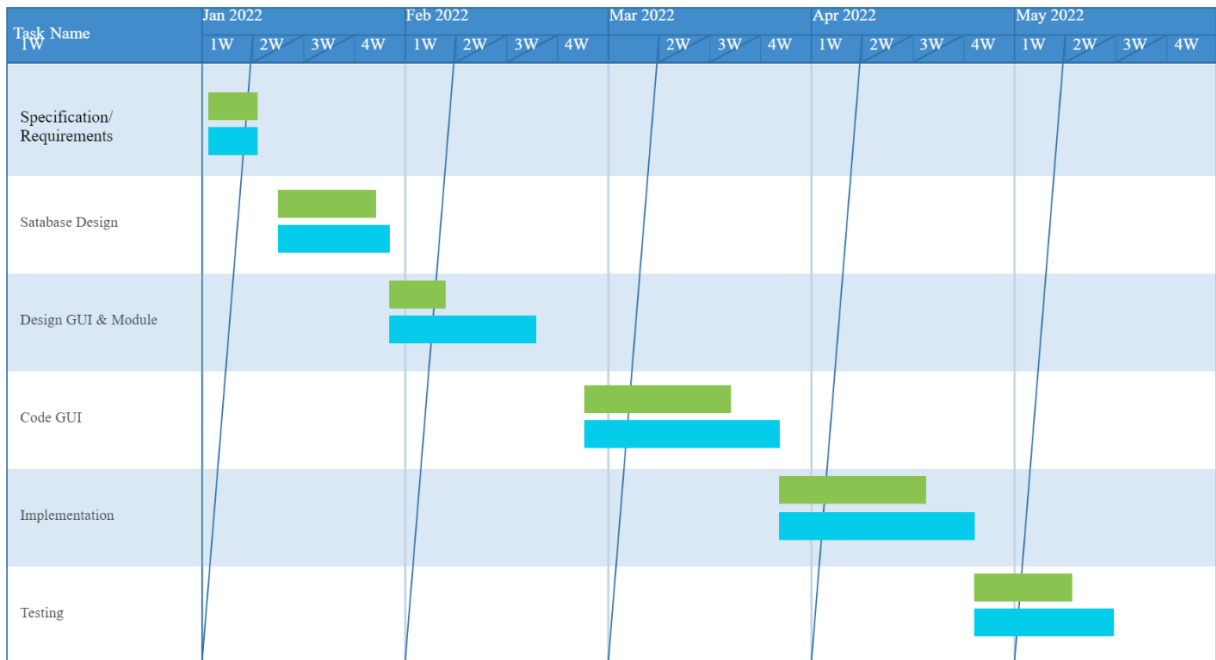 Jan 2022 Feb 2022 Mar 2022 Apr 2022 May 2022
Task Name
1W 1W 2W 3W 4W 1W 2W 3W 4W 2W 3W 4W 1W 2W 3W 4W 1W 2W 3W 4W
Specification/
Requirements
Satabase Design
Design GUI & Module
Code GUI
Implementation
Testing